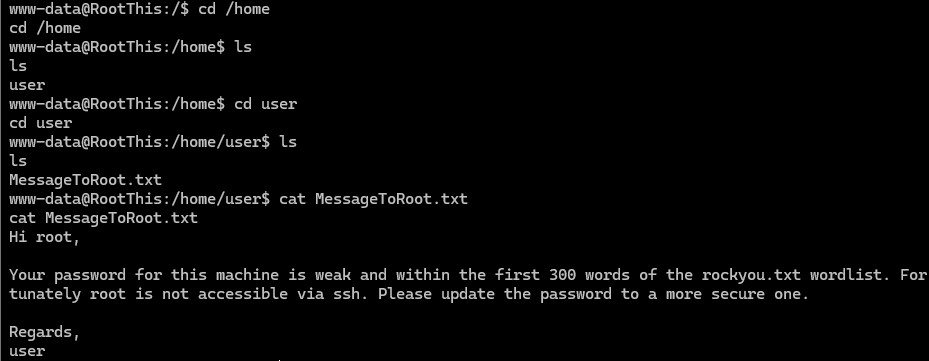 www-data@RootThis:/$ cd /home
cd /home
www-data@RootThis:/home$ ls
ls
user
www-data@RootThis:/home$ cd user
cd user
www-data@RootThis:/home/user$ ls
ls
MessageToRoot.txt
www-data@RootThis:/home/user$ cat MessageToRoot.txt
cat MessageToRoot.txt
Hi root,
Your password for this machine is weak and within the first 300 words of the rockyou.txt wordlist. For
tunately root is not accessible via ssh. Please update the password to a more secure one.
Regards,
user